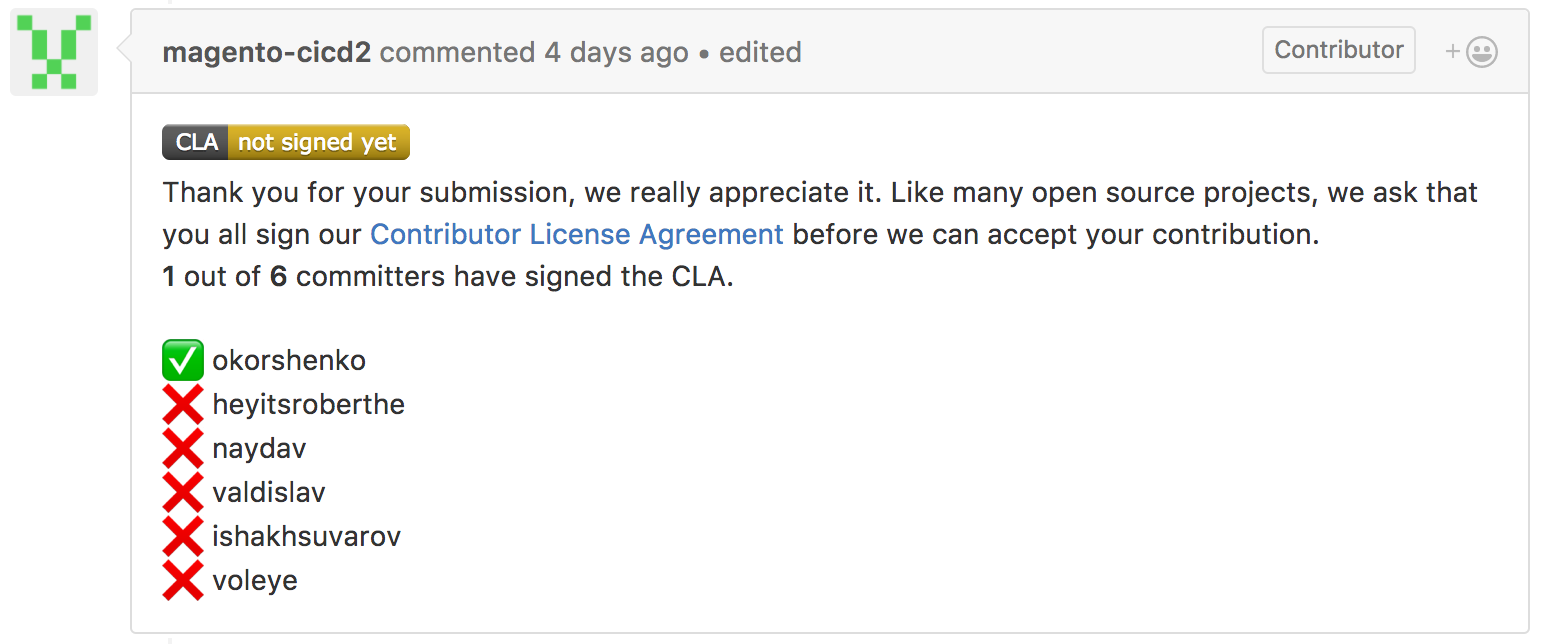 magento-cicd2 commented 4 days ago • edited
Contributor
CLA not signed yet
Thank you for your submission, we really appreciate it. Like many open source projects, we ask that
you all sign our Contributor License Agreement before we can accept your contribution.
1 out of 6 committers have signed the CLA.
okorshenko
heyitsroberthe
naydav
valdislav
ishakhsuvarov
voleye